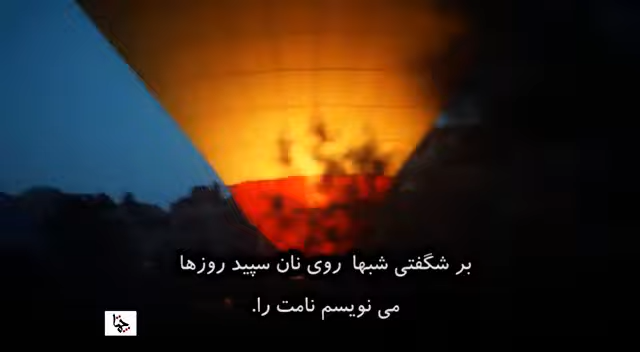 بر شگفتی شبها روی نان سپید روزها
می نویسم نامت را.